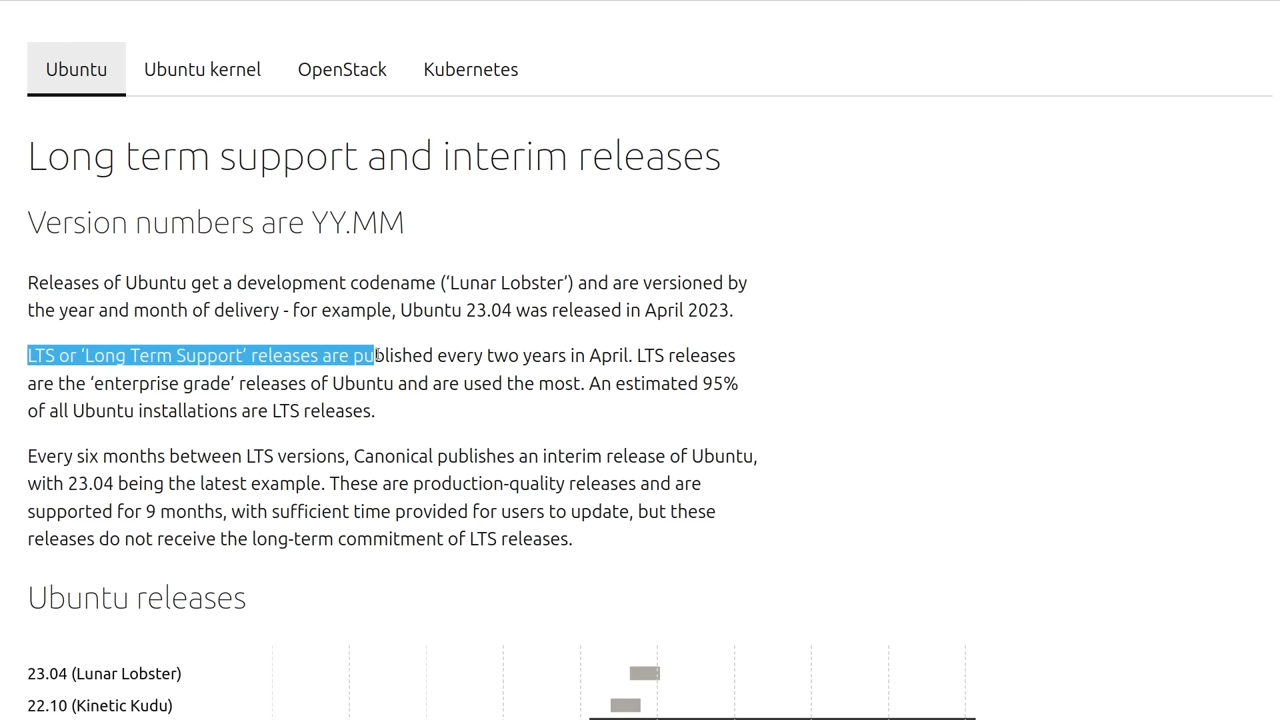 Ubuntu Ubuntu kernel OpenStack Kubernetes
Long term support and interim releases
Version numbers are YY.MM
Releases of Ubuntu get a development codename (‘Lunar Lobster’) and are versioned by
the year and month of delivery - for example, Ubuntu 23.04 was released in April 2023.
LTS or ‘Long Term Support’ releases are published every two years in April. LTS releases
are the ‘enterprise grade’ releases of Ubuntu and are used the most. An estimated 95%
of all Ubuntu installations are LTS releases.
Every six months between LTS versions, Canonical publishes an interim release of Ubuntu,
with 23.04 being the latest example. These are production-quality releases and are
supported for 9 months, with sufficient time provided for users to update, but these
releases do not receive the long-term commitment of LTS releases.
Ubuntu releases
23.04 (Lunar Lobster)
22.10 (Kinetic Kudu)